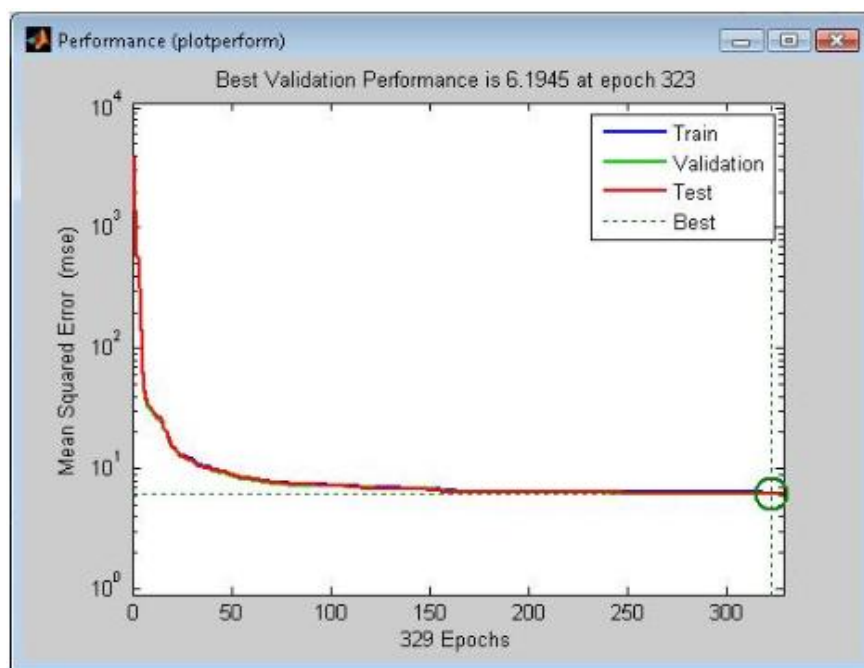 Performance (plotperform)
Best Validation Performance is 6.1945 at epoch 323
10^4
10^3
10^2
10^1
10^0
Mean Squared Error (mse)
Train
Validation
Test
Best
0 50 100 150 200 250 300
329 Epochs